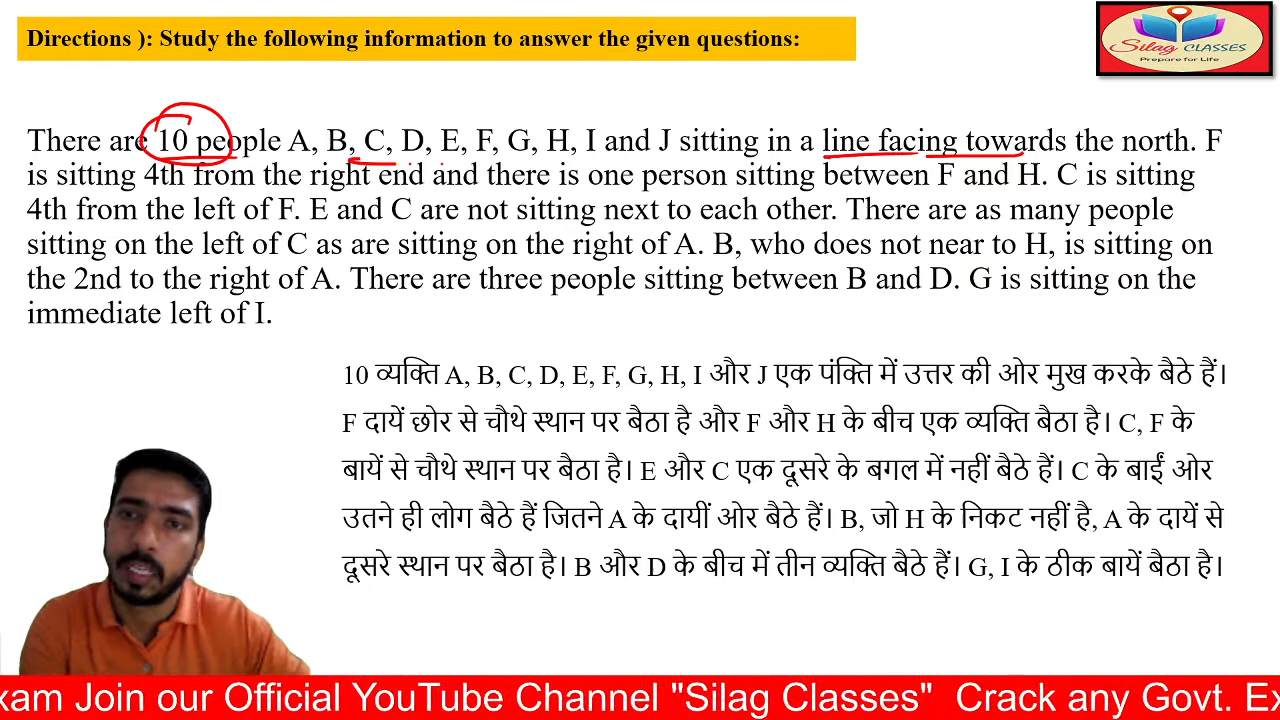 Directions ): Study the following information to answer the given questions:
Silag CLASSES
Prepare for Life
There are 10 people A, B, C, D, E, F, G, H, I and J sitting in a line facing towards the north. F
is sitting 4th from the right end and there is one person sitting between F and H. C is sitting
4th from the left of F. E and C are not sitting next to each other. There are as many people
sitting on the left of C as are sitting on the right of A. B, who does not near to H, is sitting on
the 2nd to the right of A. There are three people sitting between B and D. G is sitting on the
immediate left of I.
10 व्यक्ति A, B, C, D, E, F, G, H, I और J एक पंक्ति में उत्तर की ओर मुख करके बैठे हैं।
F दायें छोर से चौथे स्थान पर बैठा है और F और H के बीच एक व्यक्ति बैठा है। C, F के
बायें से चौथे स्थान पर बैठा है। E और C एक दूसरे के बगल में नहीं बैठे हैं। C के बाईं ओर
उतने ही लोग बैठे हैं जितने A के दायीं ओर बैठे हैं। B, जो H के निकट नहीं है, A के दायें से
दूसरे स्थान पर बैठा है। B और D के बीच में तीन व्यक्ति बैठे हैं। G, I के ठीक बायें बैठा है।
xam Join our Official YouTube Channel "Silag Classes" Crack any Govt. Ex